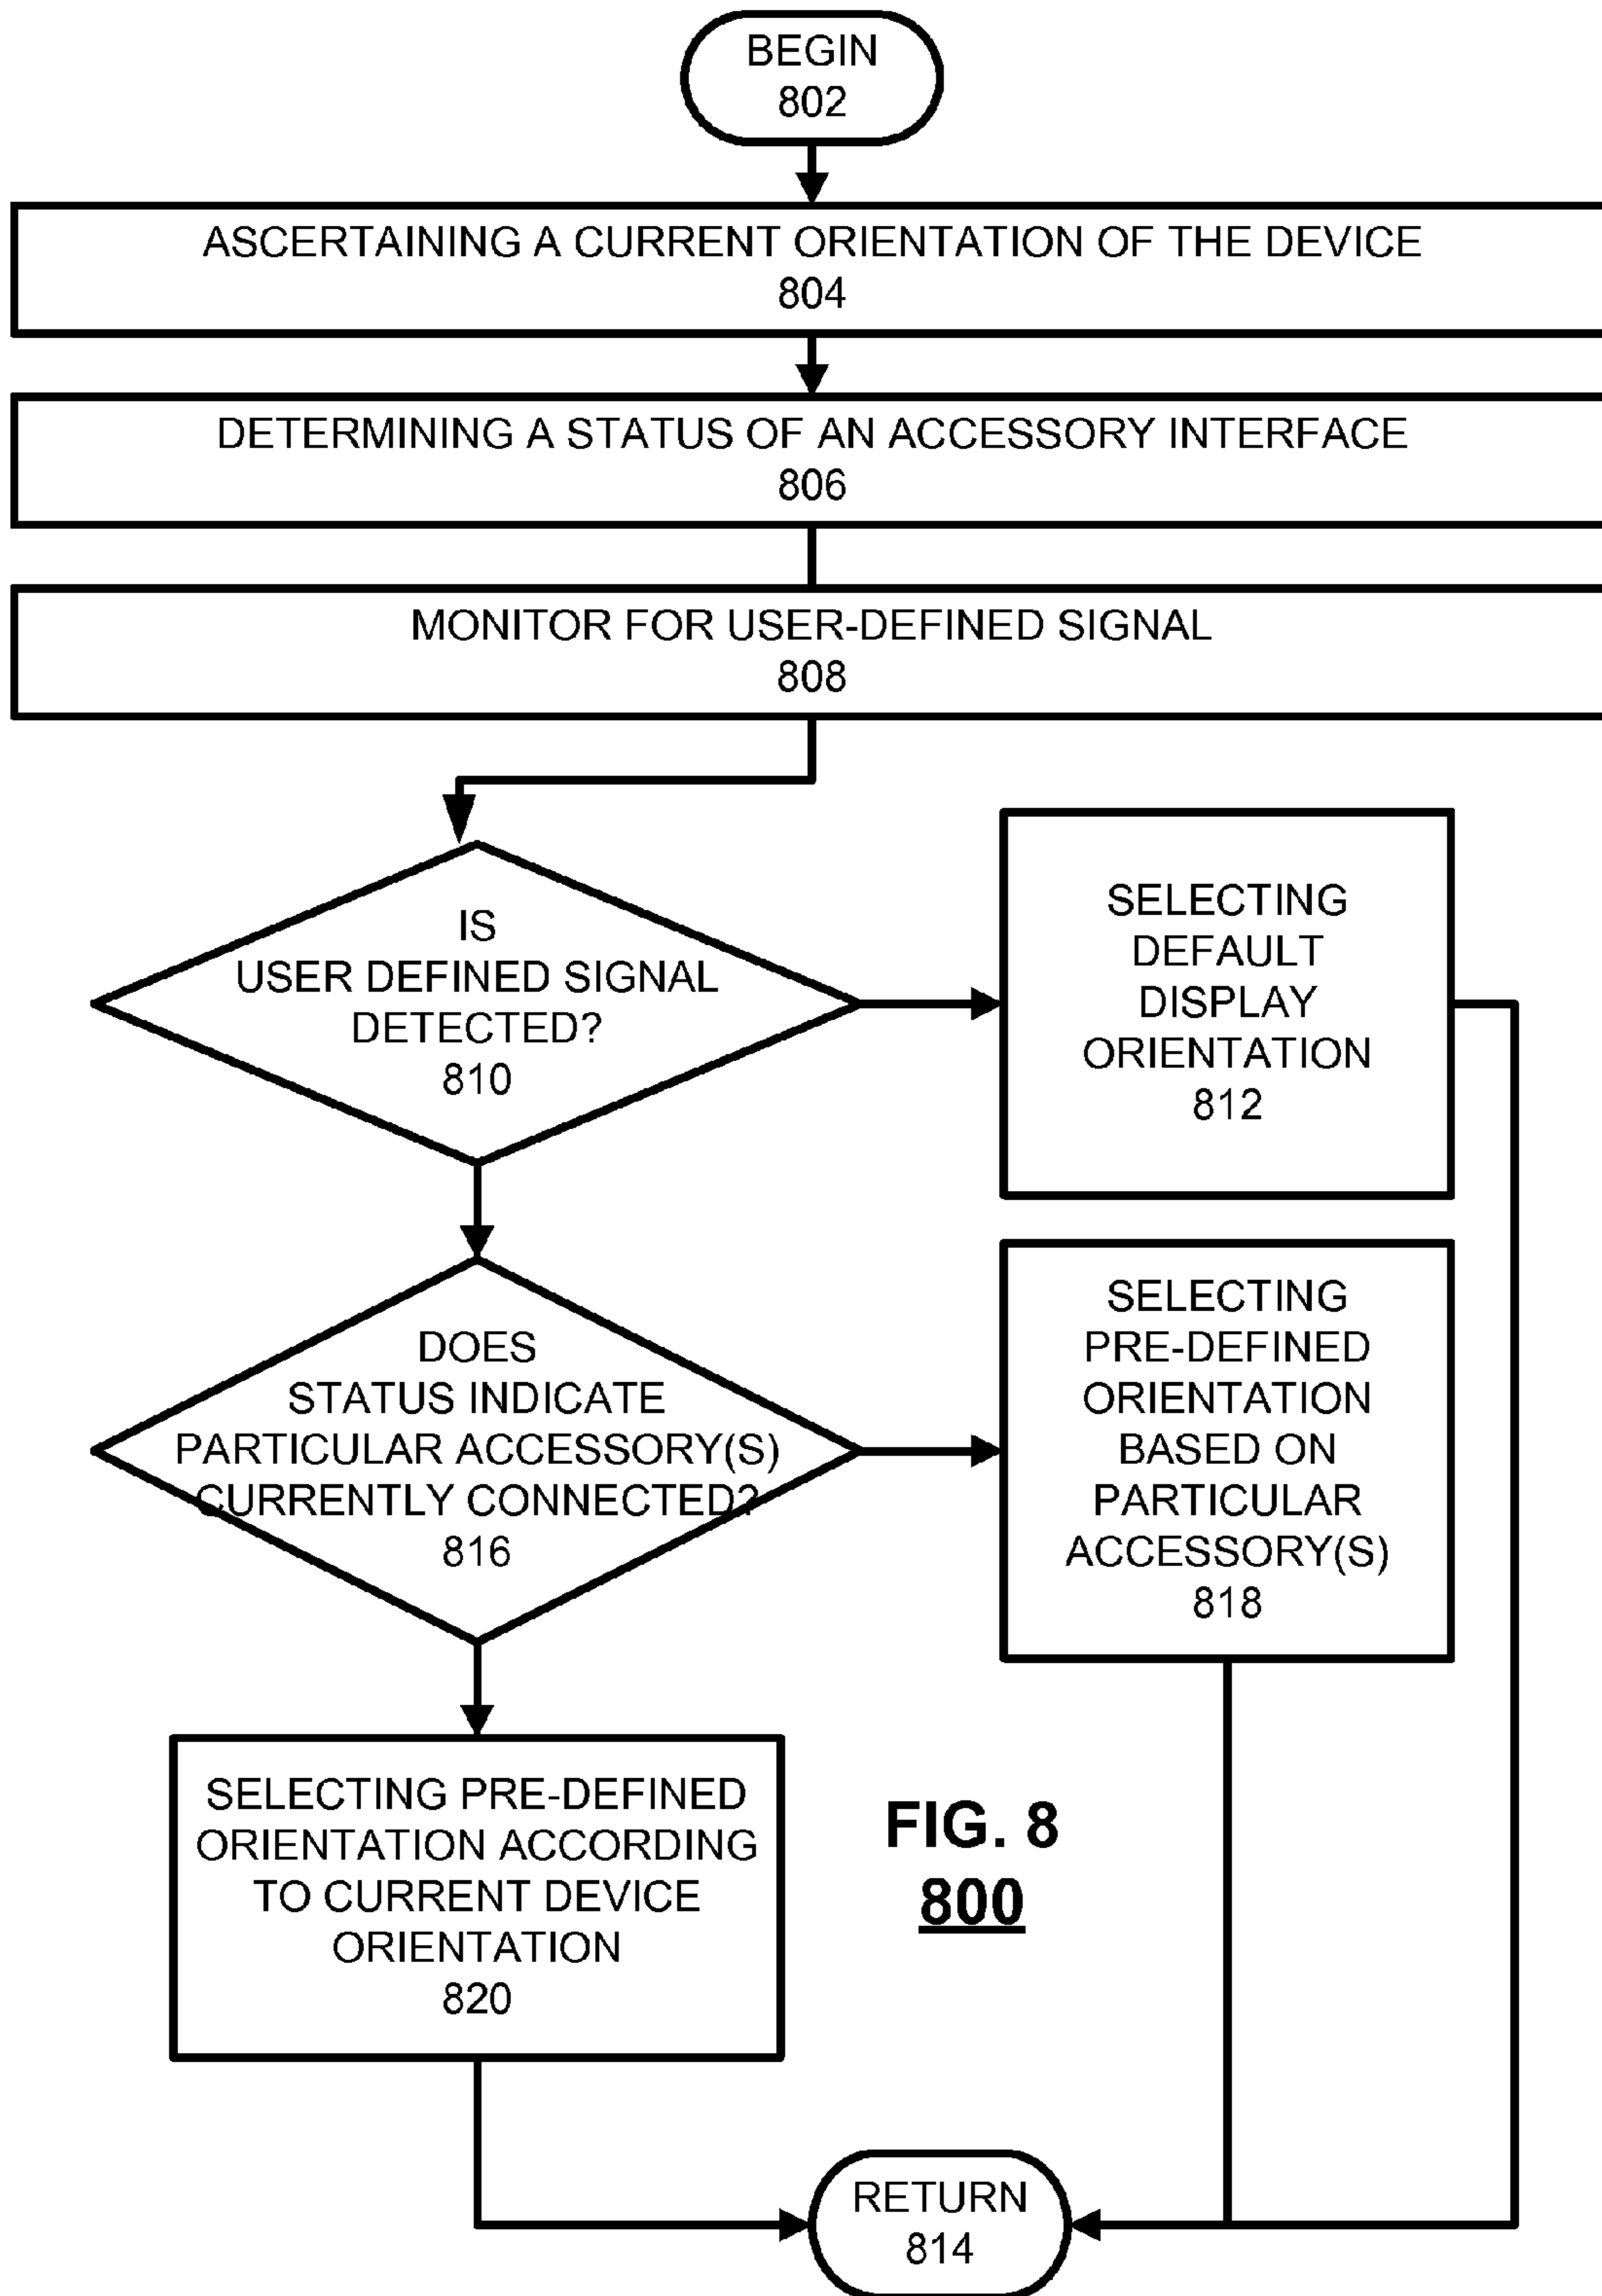 BEGIN
802
ASCERTAINING A CURRENT ORIENTATION OF THE DEVICE
804
DETERMINING A STATUS OF AN ACCESSORY INTERFACE
806
MONITOR FOR USER-DEFINED SIGNAL
808
IS
USER DEFINED SIGNAL
DETECTED?
810
SELECTING
DEFAULT
DISPLAY
ORIENTATION
812
DOES
STATUS INDICATE
PARTICULAR ACCESSORY(S)
CURRENTLY CONNECTED?
816
SELECTING
PRE-DEFINED
ORIENTATION
BASED ON
PARTICULAR
ACCESSORY(S)
818
SELECTING PRE-DEFINED
ORIENTATION ACCORDING
TO CURRENT DEVICE
ORIENTATION
820
FIG. 8
800
RETURN
814